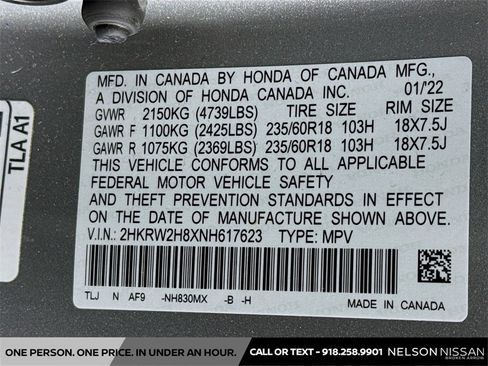 MFD. IN CANADA BY HONDA OF CANADA MFG.,
A DIVISION OF HONDA CANADA INC. 01/'22
GVWR 2150KG (4739LBS) TIRE SIZE RIM SIZE
GAWR F 1100KG (2425LBS) 235/60R18 103H 18X7.5J
GAWR R 1075KG (2369LBS) 235/60R18 103H 18X7.5J
THIS VEHICLE CONFORMS TO ALL APPLICABLE
FEDERAL MOTOR VEHICLE SAFETY
AND THEFT PREVENTION STANDARDS IN EFFECT
ON THE DATE OF MANUFACTURE SHOWN ABOVE.
V.I.N.: 2HKRW2H8XNH617623 TYPE: MPV
TLJ N AF9 -NH830MX -B -H
MADE IN CANADA
TLA A1
ONE PERSON. ONE PRICE. IN UNDER AN HOUR. CALL OR TEXT - 918.258.9901 NELSON NISSAN
BROKEN ARROW